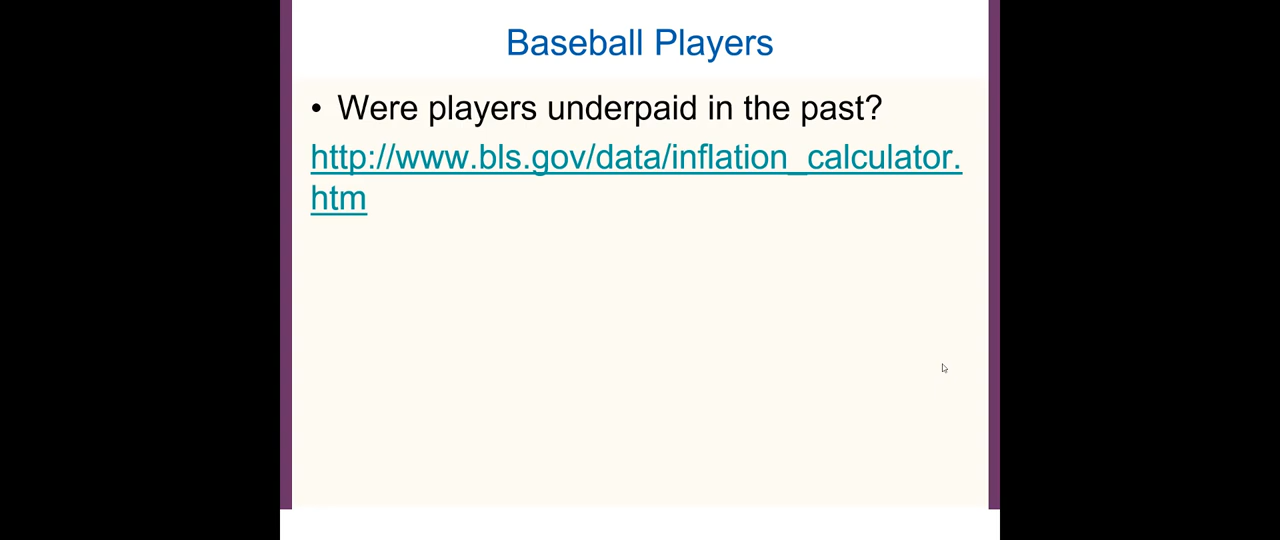 Baseball Players
• Were players underpaid in the past?
http://www.bls.gov/data/inflation_calculator.
htm